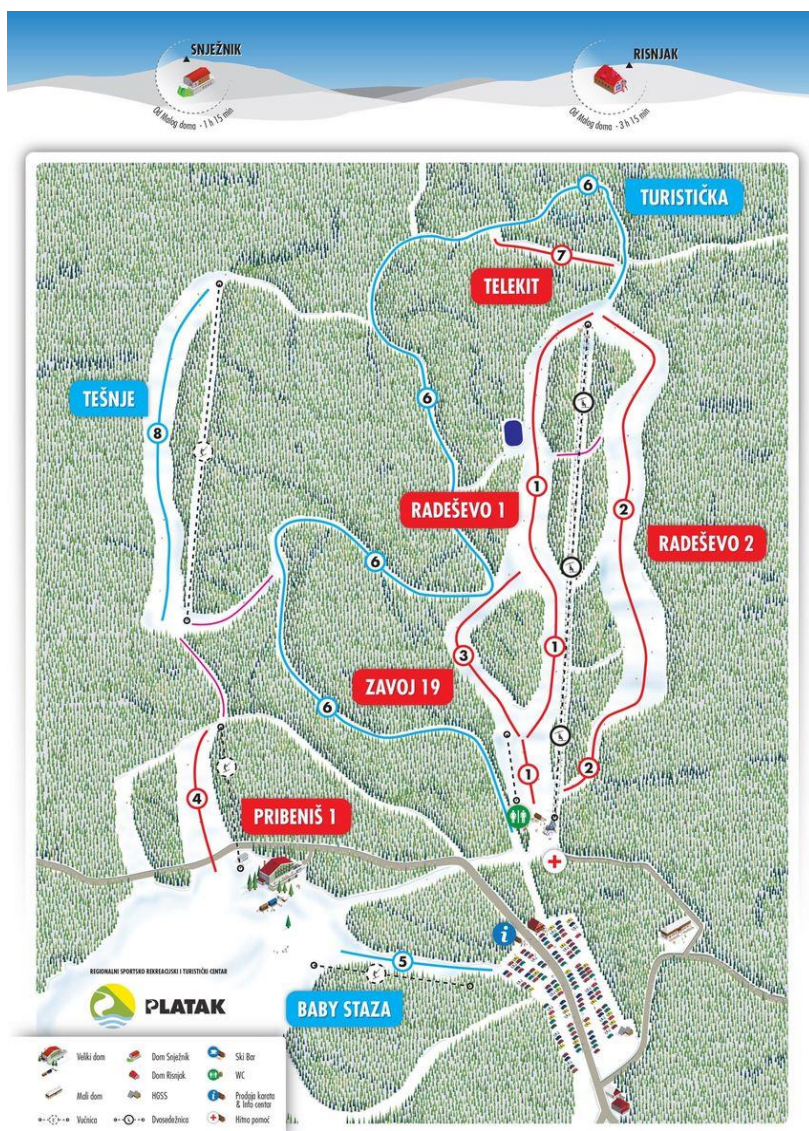 SNJEŽNIK
Od Malog doma - 1 h 15 min
RISNJAK
Od Malog doma - 3 h 15 min
6
TURISTIČKA
7
TELEKIT
TEŠNJE
8
6
1
RADEŠEVO 1
2
RADEŠEVO 2
6
3
1
ZAVOJ 19
6
1
2
4
PRIBENIŠ 1
i
5
BABY STAZA
REGIONALNI SPORTSKO REKREACIJSKI I TURISTIČKI CENTAR
PLATAK
Veliki dom
Dom Snježnik
Ski Bar
Dom Risnjak
WC
Mali dom
HGSS
i
Prodaja karata
& Info centar
Vučnica
Dvosedežnica
Hitna pomoć